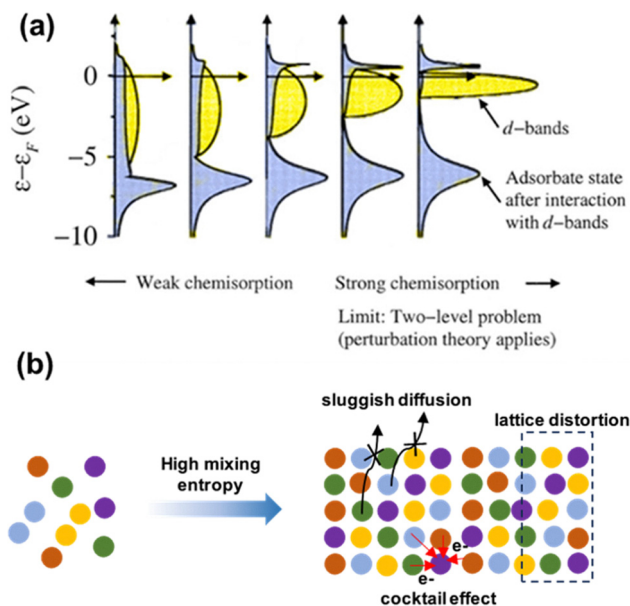 (a)
0
−5
−10
ε−ε_F (eV)
d−bands
Adsorbate state
after interaction
with d−bands
Weak chemisorption
Strong chemisorption
Limit: Two−level problem
(perturbation theory applies)
(b)
sluggish diffusion
lattice distortion
High mixing
entropy
e-
e-
cocktail effect